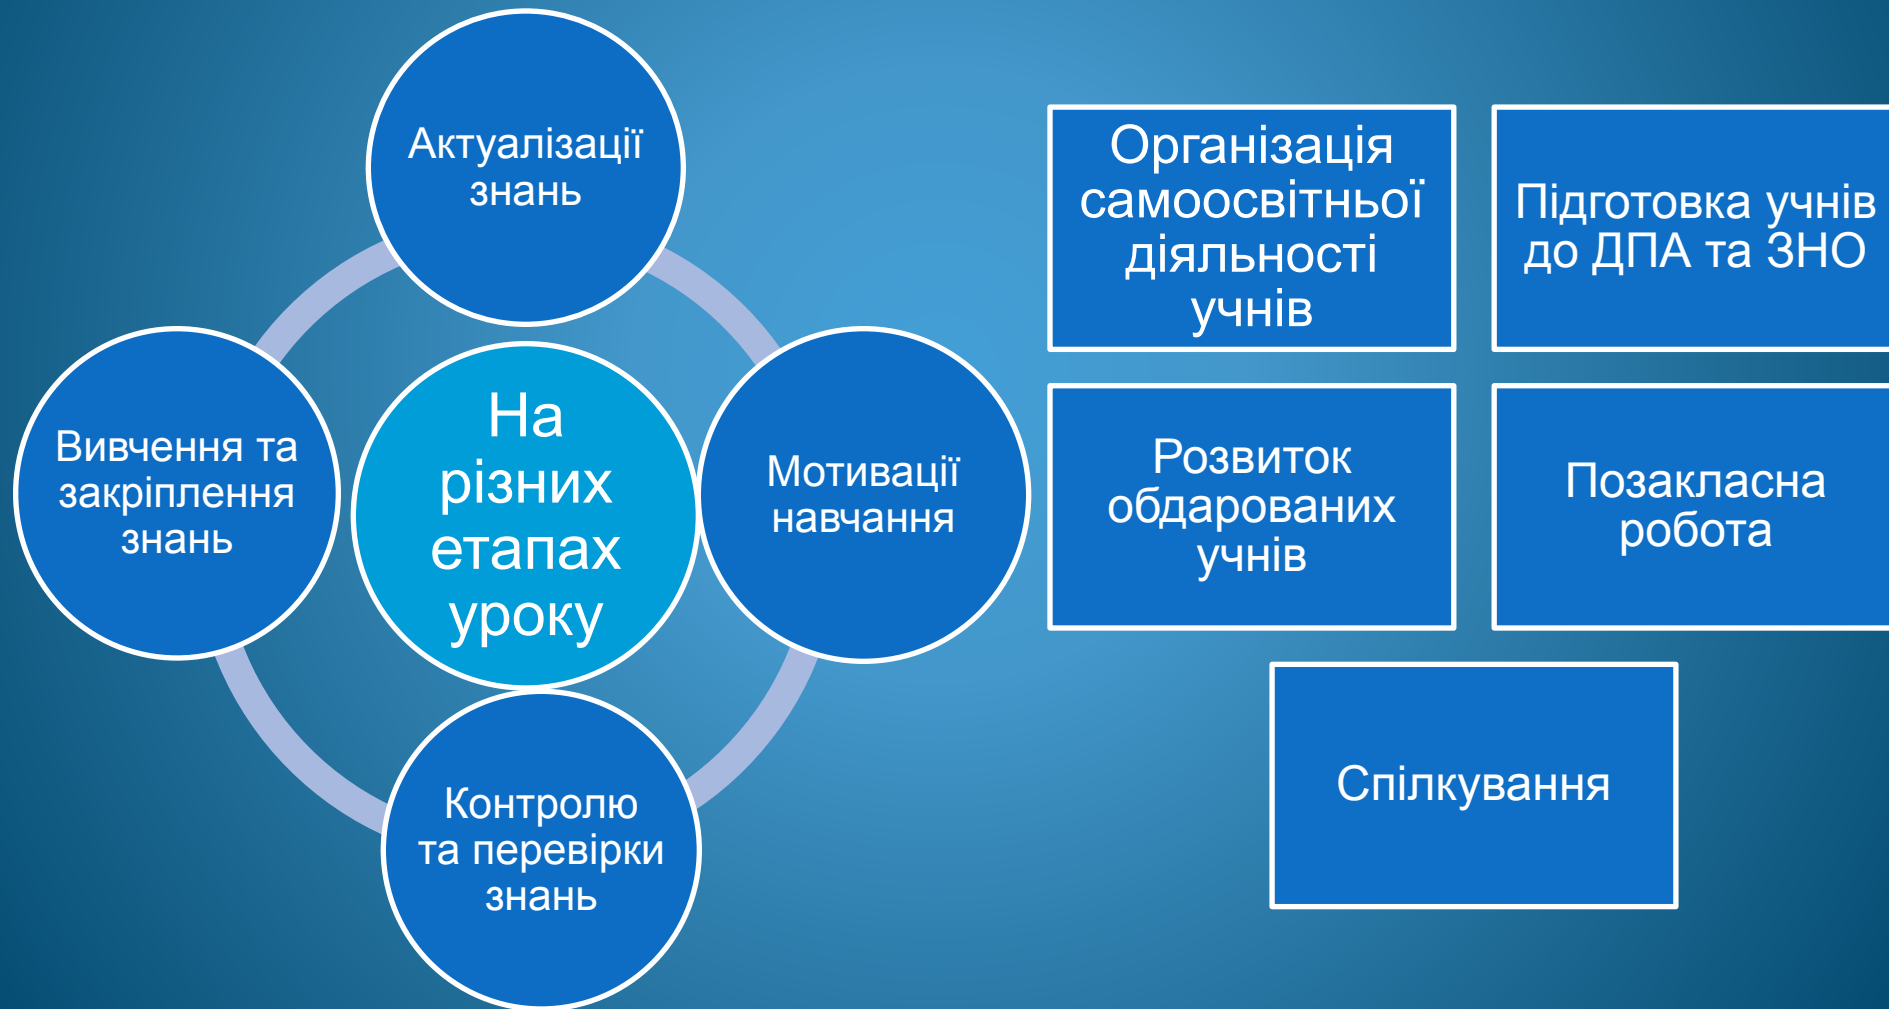 Актуалізації
знань
Вивчення та
закріплення
знань
На
різних
етапах
уроку
Мотивації
навчання
Контролю
та перевірки
знань
Організація
самоосвітньої
діяльності
учнів
Підготовка учнів
до ДПА та ЗНО
Розвиток
обдарованих
учнів
Позакласна
робота
Спілкування